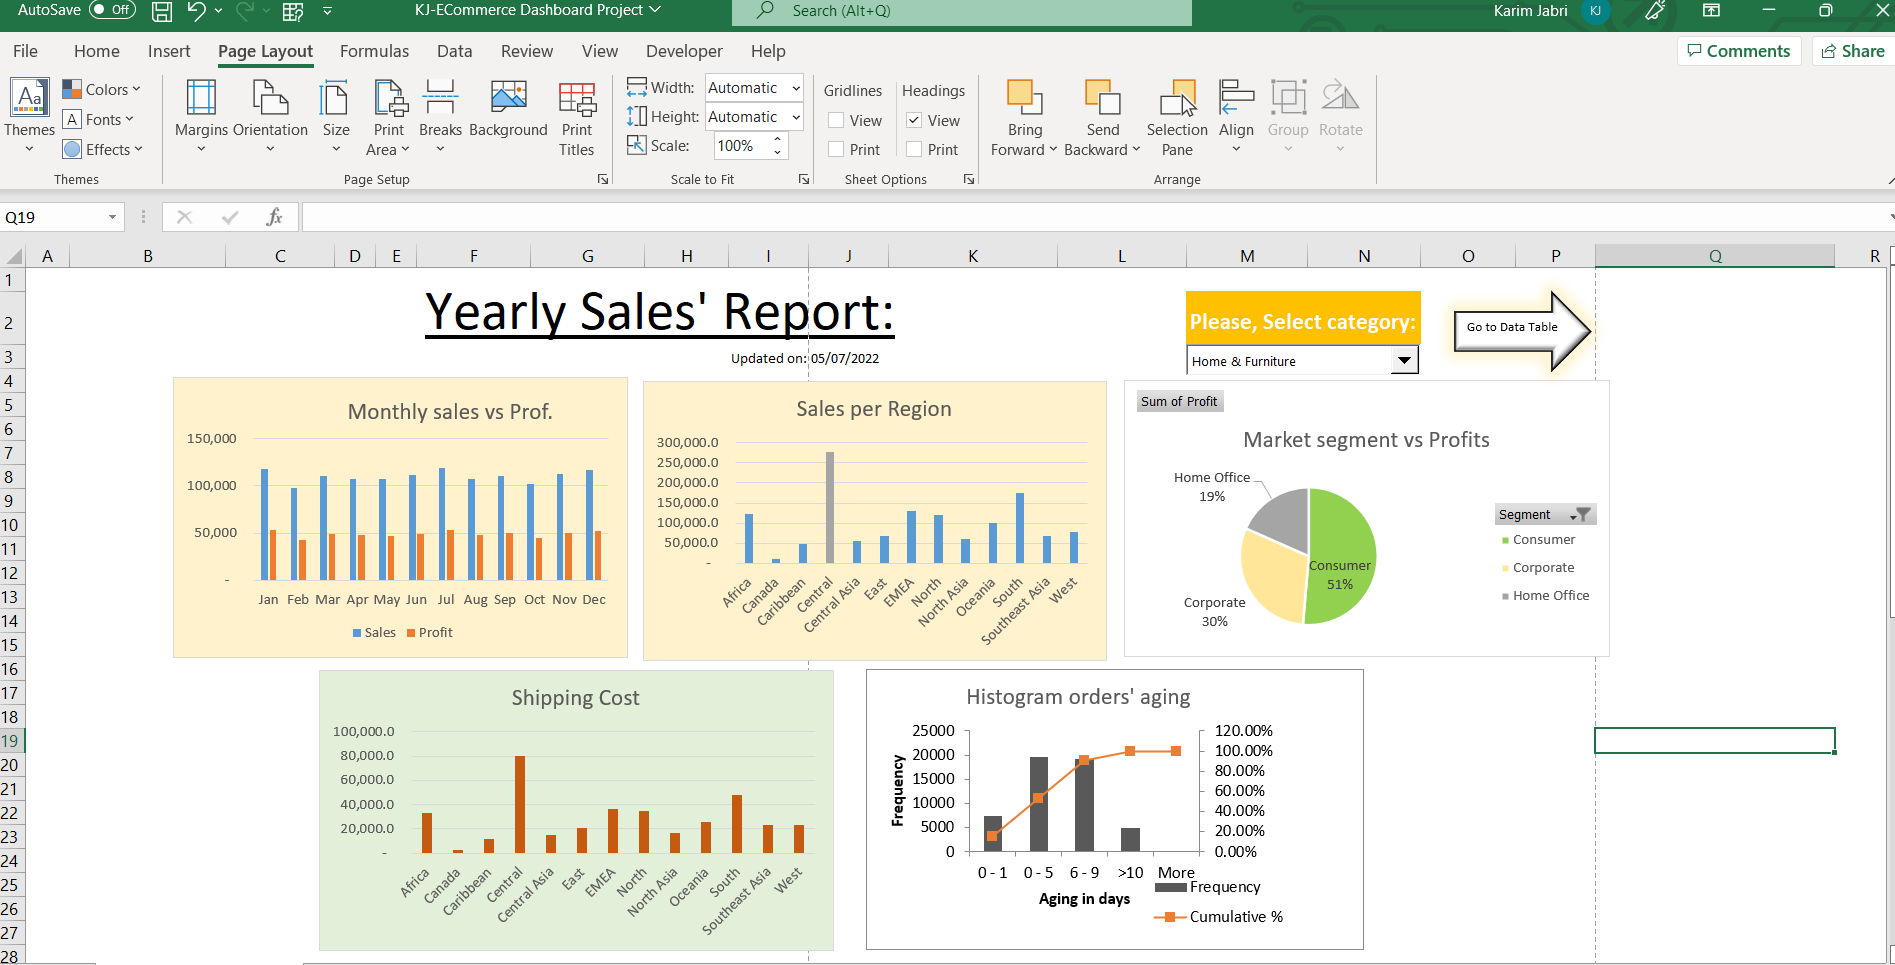 AutoSave Off KJ-ECommerce Dashboard Project Search (Alt+Q) Karim Jabri KJ
File Home Insert Page Layout Formulas Data Review View Developer Help Comments Share
Themes
Colors
Fonts
Effects
Themes
Margins
Orientation
Size
Print Area
Breaks
Background
Print Titles
Page Setup
Width: Automatic
Height: Automatic
Scale: 100%
Scale to Fit
Gridlines
View
Print
Headings
View
Print
Sheet Options
Bring Forward
Send Backward
Selection Pane
Align
Group
Rotate
Arrange
Q19 fx
A B C D E F G H I J K L M N O P Q R
1
2
3
4
5
6
7
8
9
10
11
12
13
14
15
16
17
18
19
20
21
22
23
24
25
26
27
28
Yearly Sales' Report:
Updated on: 05/07/2022
Please, Select category:
Home & Furniture
Go to Data Table
Monthly sales vs Prof.
150,000
100,000
50,000
-
Jan Feb Mar Apr May Jun Jul Aug Sep Oct Nov Dec
Sales Profit
Sales per Region
300,000.0
250,000.0
200,000.0
150,000.0
100,000.0
50,000.0
-
Africa
Canada
Caribbean
Central
Central Asia
East
EMEA
North
North Asia
Oceania
South
Southeast Asia
West
Sum of Profit
Market segment vs Profits
Home Office
19%
Consumer
51%
Corporate
30%
Segment
Consumer
Corporate
Home Office
Shipping Cost
100,000.0
80,000.0
60,000.0
40,000.0
20,000.0
-
Africa
Canada
Caribbean
Central
Central Asia
East
EMEA
North
North Asia
Oceania
South
Southeast Asia
West
Histogram orders' aging
Frequency
25000
20000
15000
10000
5000
0
120.00%
100.00%
80.00%
60.00%
40.00%
20.00%
0.00%
0 - 1 0 - 5 6 - 9 >10 More
Aging in days
Frequency
Cumulative %